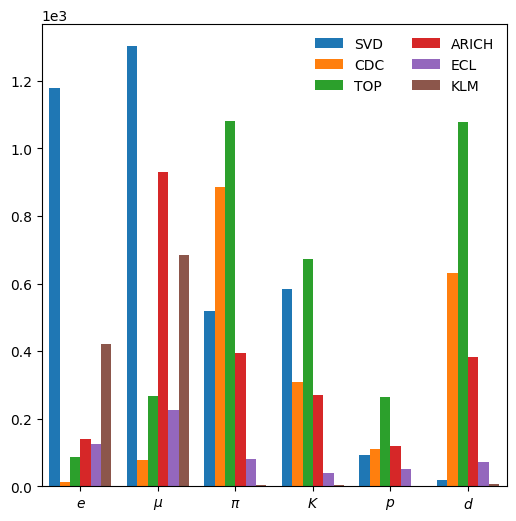 1e3
SVD ARICH
CDC ECL
TOP KLM
1.2
1.0
0.8
0.6
0.4
0.2
0.0
e μ π K p d